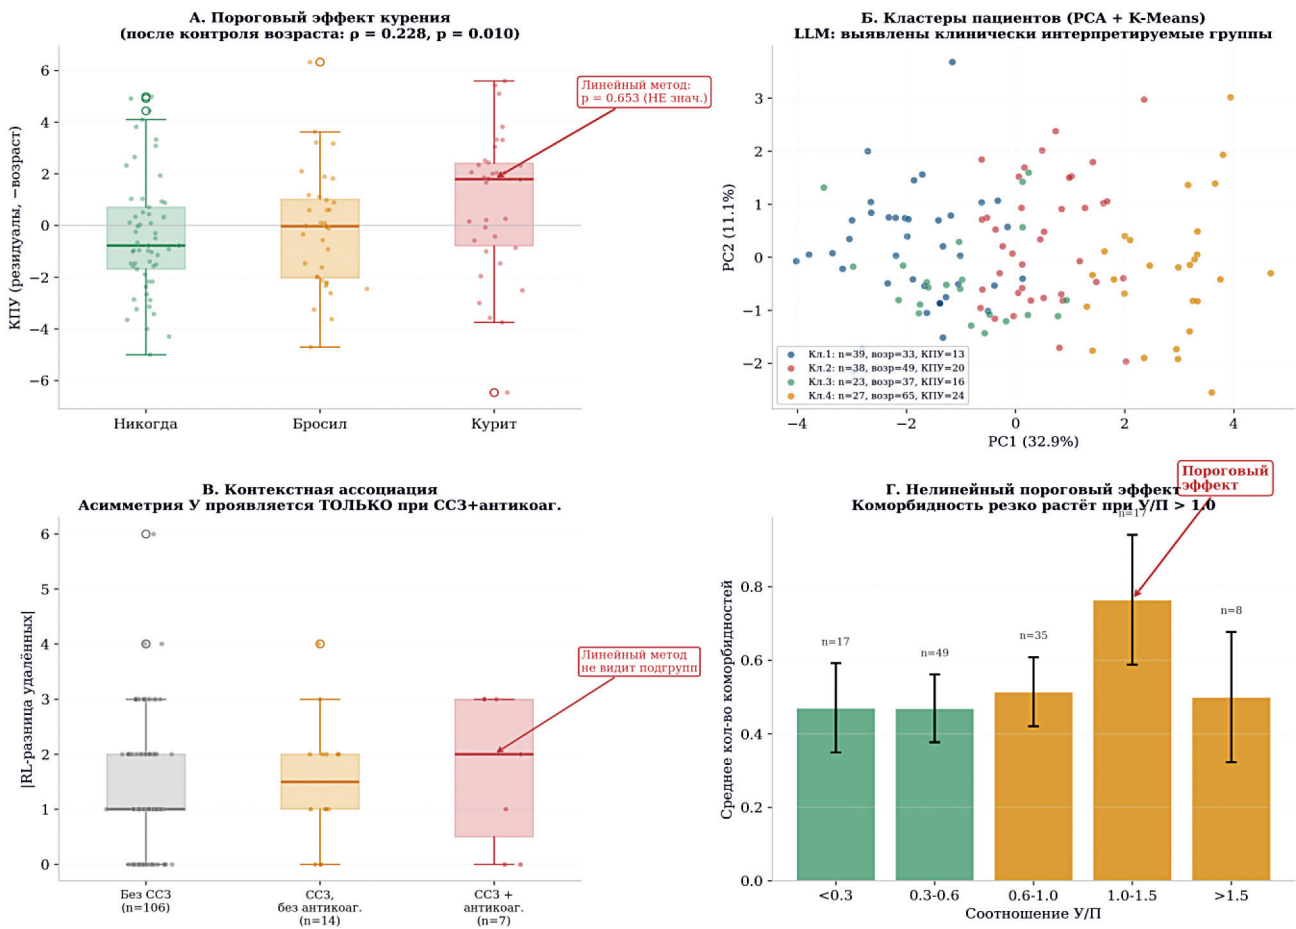 А. Пороговый эффект курения
(после контроля возраста: ρ = 0.228, p = 0.010)
КПУ (резидуалы, −возраст)
6
4
2
0
−2
−4
−6
Линейный метод:
p = 0.653 (НЕ знач.)
Никогда
Бросил
Курит
Б. Кластеры пациентов (PCA + K-Means)
LLM: выявлены клинически интерпретируемые группы
PC2 (11.1%)
3
2
1
0
−1
−2
Кл.1: n=39, возр=33, КПУ=13
Кл.2: n=38, возр=49, КПУ=20
Кл.3: n=23, возр=37, КПУ=16
Кл.4: n=27, возр=65, КПУ=24
−4
−2
0
2
4
PC1 (32.9%)
В. Контекстная ассоциация
Асимметрия У проявляется ТОЛЬКО при ССЗ+антикоаг.
|RL-разница удалённых|
6
5
4
3
2
1
0
Линейный метод
не видит подгрупп
Без ССЗ
(n=106)
ССЗ,
без антикоаг.
(n=14)
ССЗ +
антикоаг.
(n=7)
Г. Нелинейный пороговый эффект
Коморбидность резко растёт при У/П > 1.0
Пороговый
эффект
Среднее кол-во коморбидностей
0.8
0.6
0.4
0.2
0.0
n=17
n=49
n=35
n=17
n=8
<0.3
0.3-0.6
0.6-1.0
1.0-1.5
>1.5
Соотношение У/П